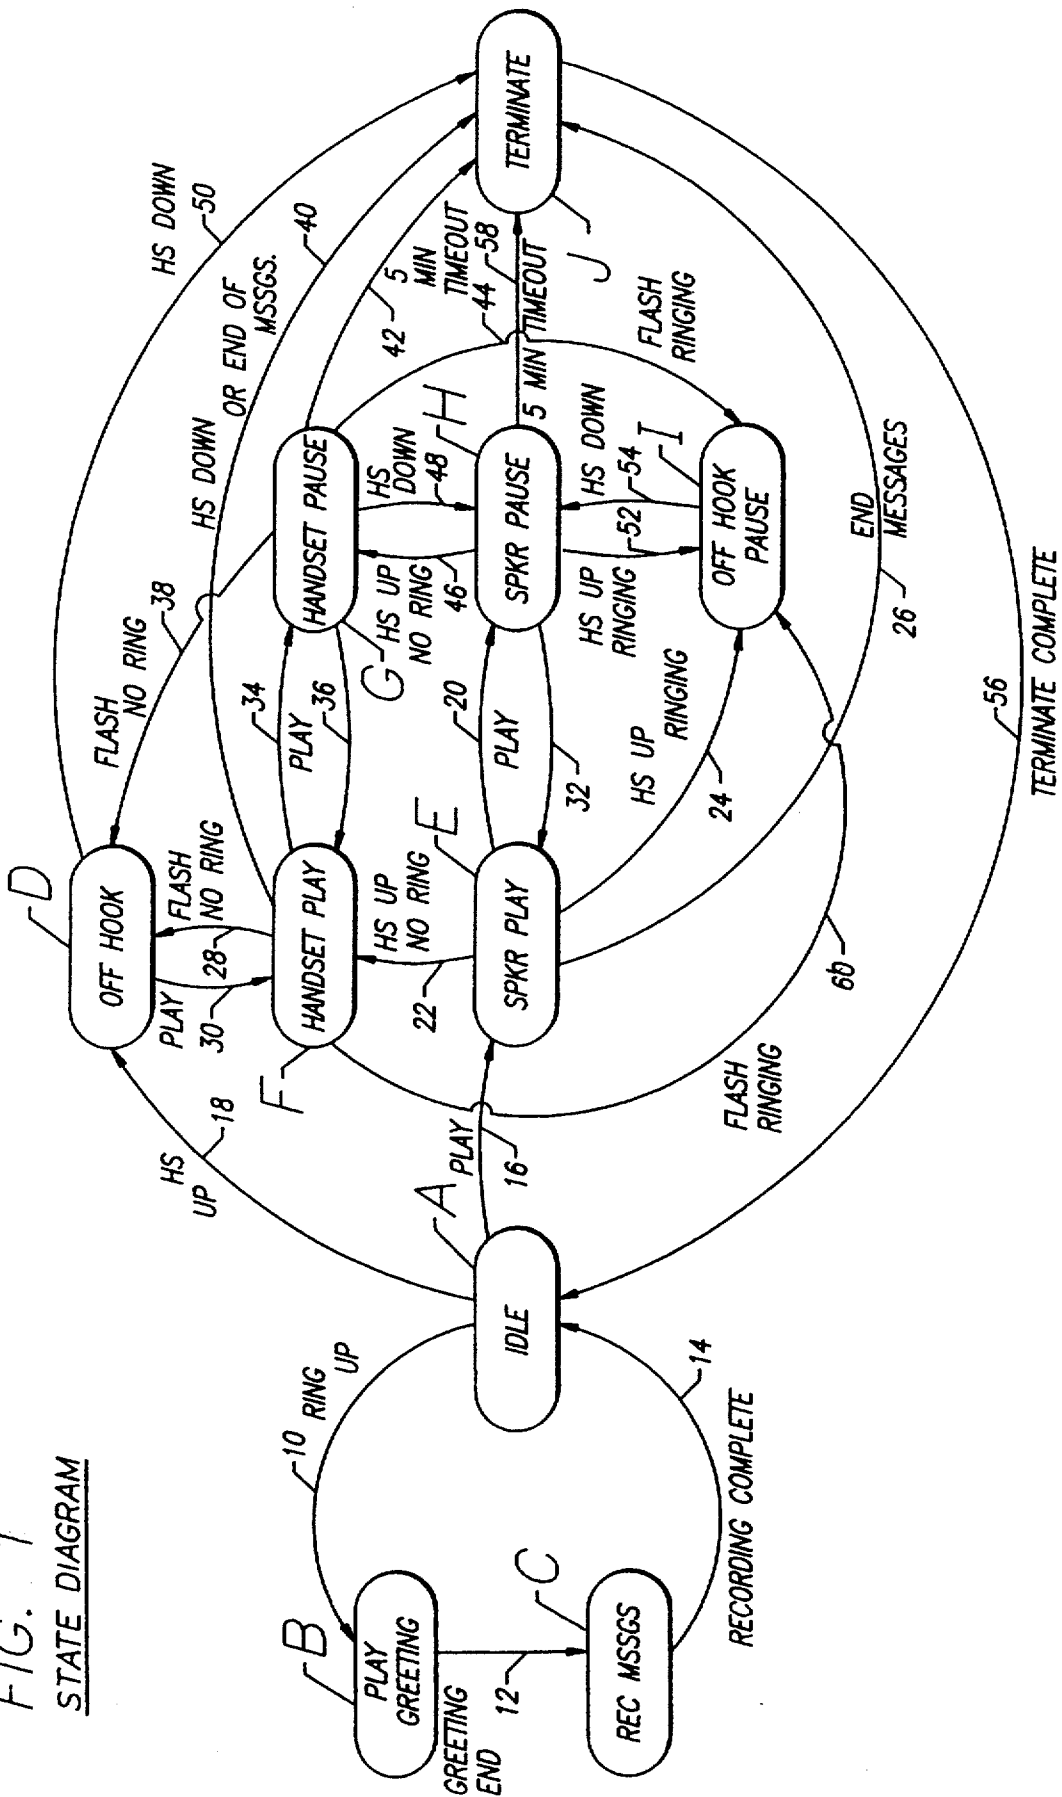 FIG. 1
STATE DIAGRAM
B
PLAY
GREETING
GREETING
END
12
C
REC MSSGS
10
RING
UP
RECORDING COMPLETE
14
IDLE
A
HS
UP
18
PLAY
16
D
OFF HOOK
PLAY
30
28
FLASH
NO RING
F
HANDSET PLAY
22
HS UP
NO RING
E
SPKR PLAY
FLASH
RINGING
60
FLASH
NO RING
38
34
PLAY
36
20
PLAY
32
HS UP
RINGING
24
G
HANDSET PAUSE
HS UP
NO RING
46
HS
DOWN
48
H
SPKR PAUSE
HS UP
RINGING
52
HS DOWN
54
I
OFF HOOK
PAUSE
HS DOWN
OR END OF
MSSGS.
40
HS DOWN
50
42
5
MIN
TIMEOUT
44
58
5 MIN TIMEOUT
FLASH
RINGING
J
TERMINATE
END
MESSAGES
26
56
TERMINATE COMPLETE